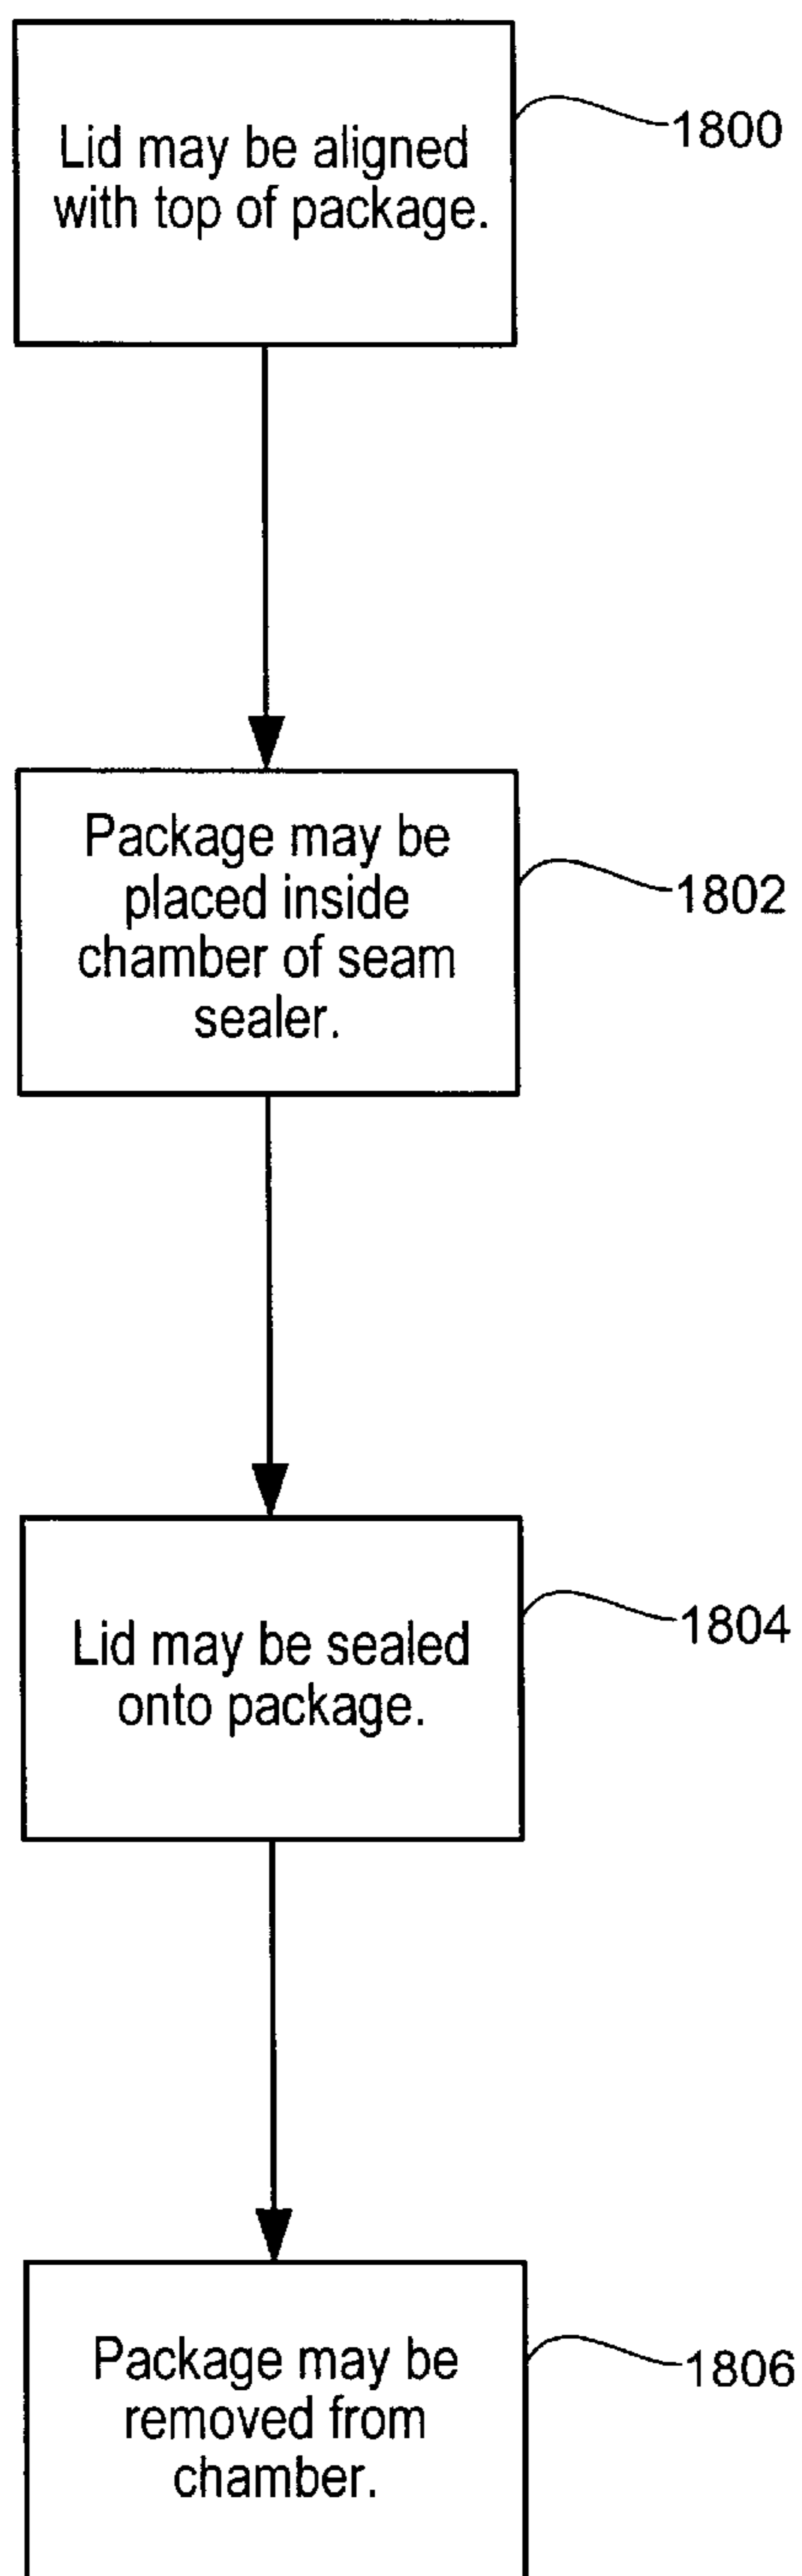 Lid may be aligned
with top of package.
1800
Package may be
placed inside
chamber of seam
sealer.
1802
Lid may be sealed
onto package.
1804
Package may be
removed from
chamber.
1806